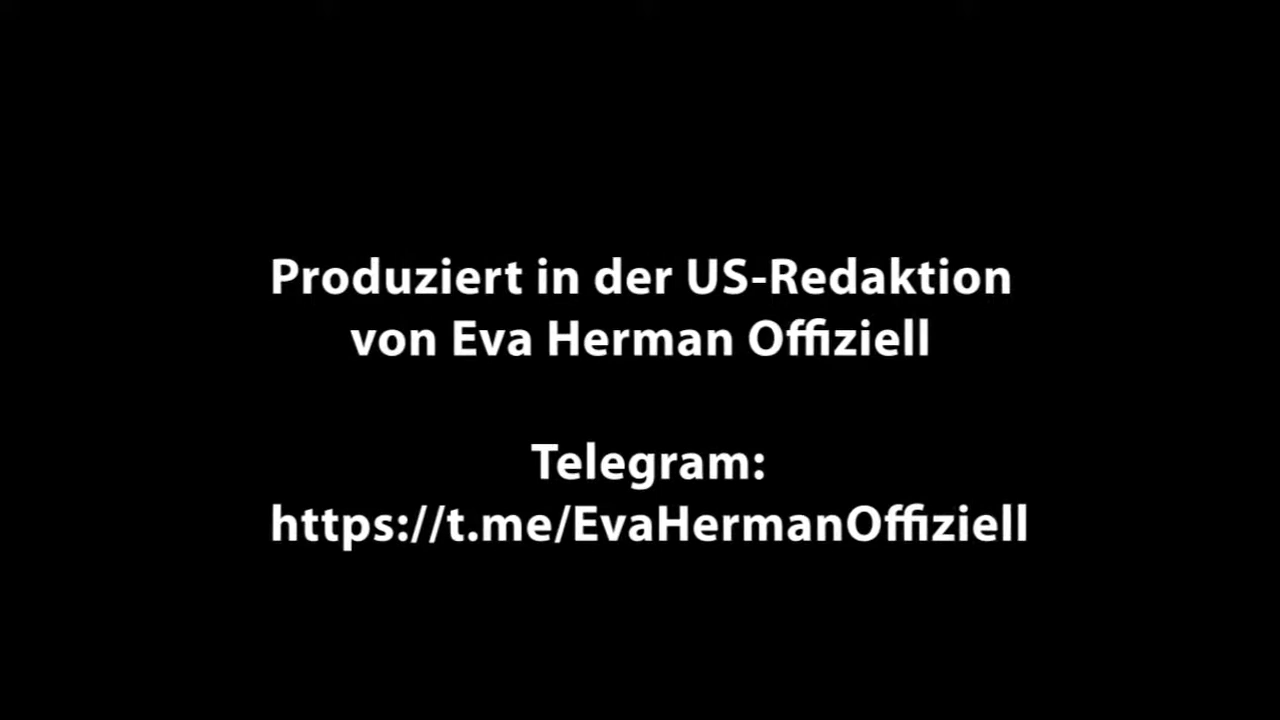 Produziert in der US-Redaktion
von Eva Herman Offiziell
Telegram:
https://t.me/EvaHermanOffiziell